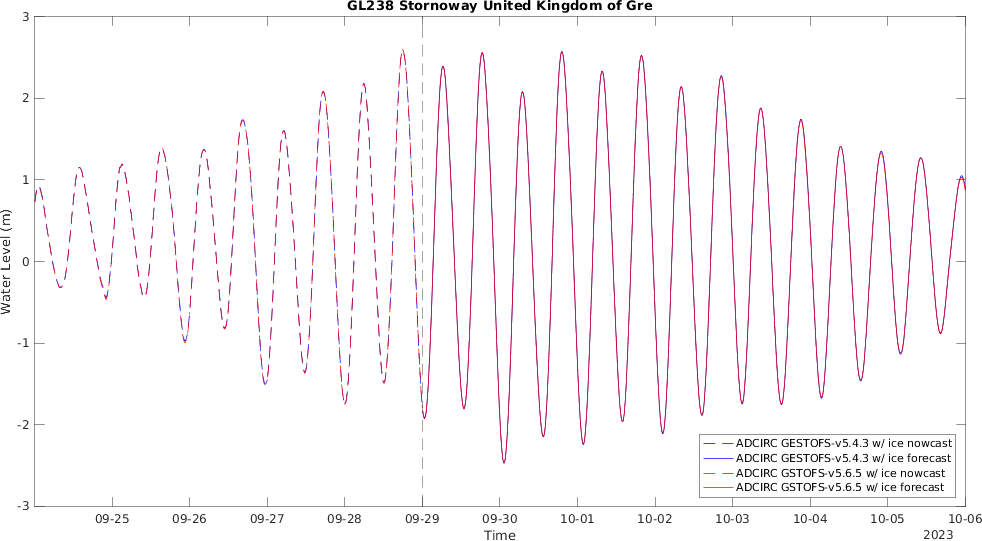 GL238 Stornoway United Kingdom of Gre
3
2
1
0
-1
-2
-3
Water Level (m)
09-25 09-26 09-27 09-28 09-29 09-30 10-01 10-02 10-03 10-04 10-05 10-06
Time
2023
ADCIRC GESTOFS-v5.4.3 w/ ice nowcast
ADCIRC GESTOFS-v5.4.3 w/ ice forecast
ADCIRC GSTOFS-v5.6.5 w/ ice nowcast
ADCIRC GSTOFS-v5.6.5 w/ ice forecast